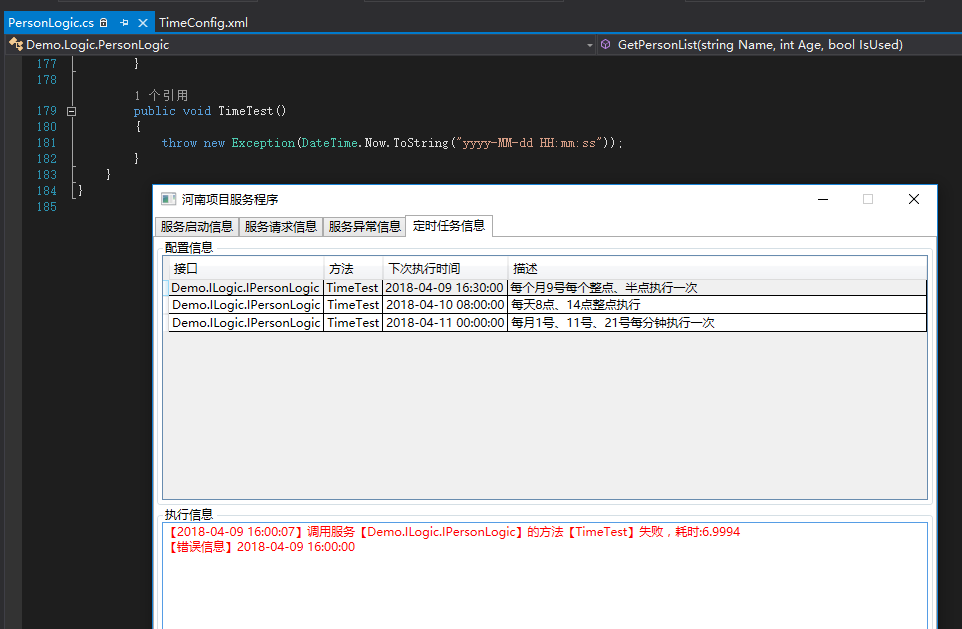 PersonLogic.cs TimeConfig.xml
Demo.Logic.PersonLogic GetPersonList(string Name, int Age, bool IsUsed)
177 }
178
1 个引用
179 public void TimeTest()
180 {
181 throw new Exception(DateTime.Now.ToString("yyyy-MM-dd HH:mm:ss"));
182 }
183 }
184 }
185
河南项目服务程序
服务启动信息 服务请求信息 服务异常信息 定时任务信息
配置信息
接口 方法 下次执行时间 描述
Demo.ILogic.IPersonLogic TimeTest 2018-04-09 16:30:00 每个月9号每个整点、半点执行一次
Demo.ILogic.IPersonLogic TimeTest 2018-04-10 08:00:00 每天8点、14点整点执行
Demo.ILogic.IPersonLogic TimeTest 2018-04-11 00:00:00 每月1号、11号、21号每分钟执行一次
执行信息
【2018-04-09 16:00:07】调用服务【Demo.ILogic.IPersonLogic】的方法【TimeTest】失败，耗时:6.9994
【错误信息】2018-04-09 16:00:00